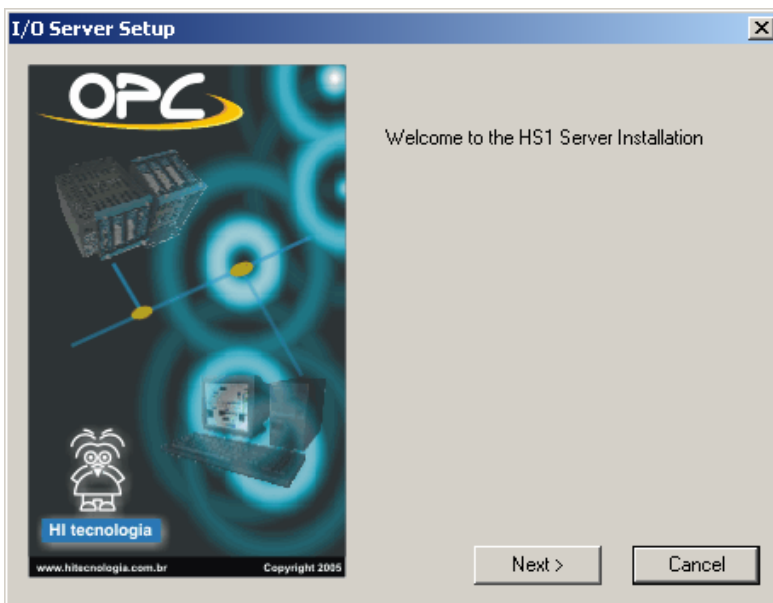 I/O Server Setup
OPC
Welcome to the HS1 Server Installation
HI tecnologia
www.hitecnologia.com.br Copyright 2005
Next > Cancel